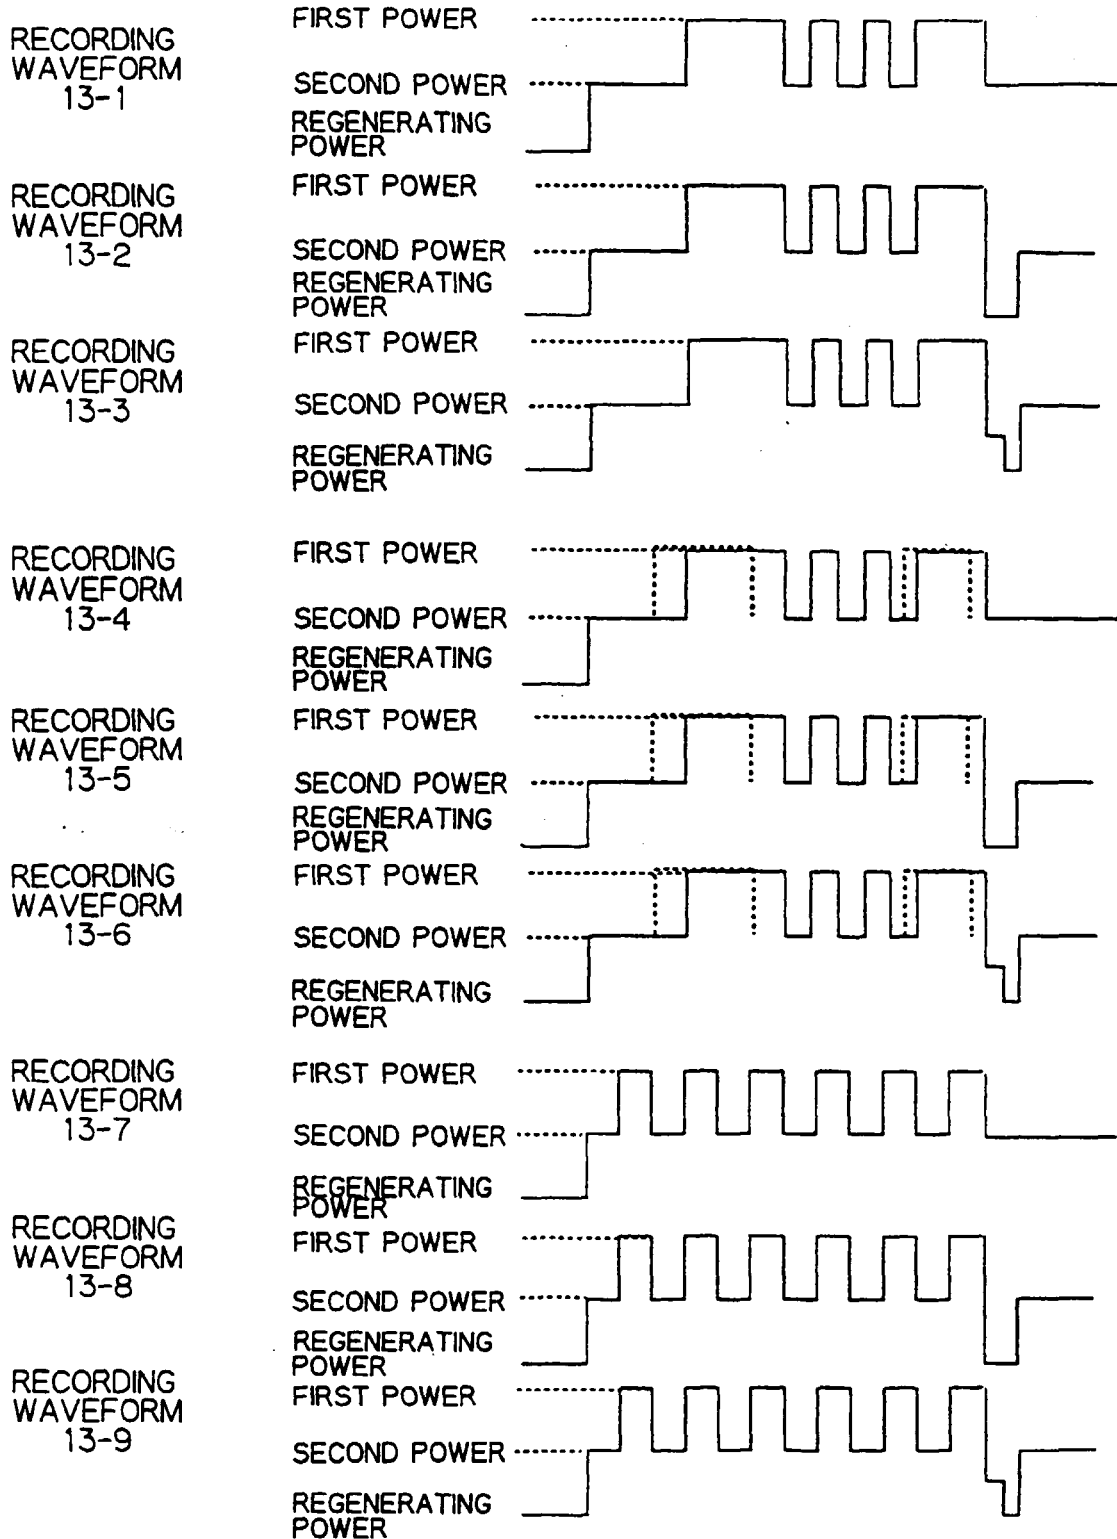 RECORDING
WAVEFORM
13-1
FIRST POWER
SECOND POWER
REGENERATING
POWER
RECORDING
WAVEFORM
13-2
FIRST POWER
SECOND POWER
REGENERATING
POWER
RECORDING
WAVEFORM
13-3
FIRST POWER
SECOND POWER
REGENERATING
POWER
RECORDING
WAVEFORM
13-4
FIRST POWER
SECOND POWER
REGENERATING
POWER
RECORDING
WAVEFORM
13-5
FIRST POWER
SECOND POWER
REGENERATING
POWER
RECORDING
WAVEFORM
13-6
FIRST POWER
SECOND POWER
REGENERATING
POWER
RECORDING
WAVEFORM
13-7
FIRST POWER
SECOND POWER
REGENERATING
POWER
RECORDING
WAVEFORM
13-8
FIRST POWER
SECOND POWER
REGENERATING
POWER
RECORDING
WAVEFORM
13-9
FIRST POWER
SECOND POWER
REGENERATING
POWER